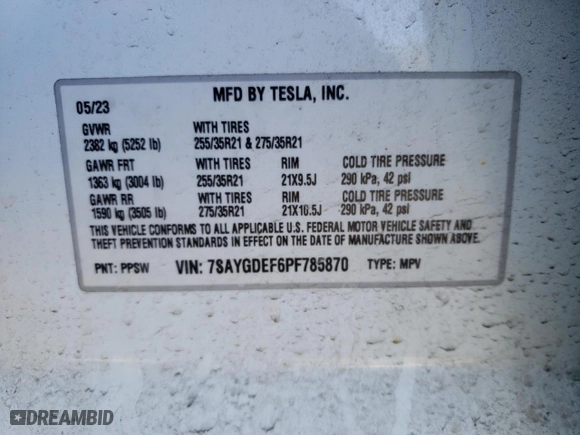 MFD BY TESLA, INC.
05/23
GVWR WITH TIRES
2382 kg (5252 lb) 255/35R21 & 275/35R21
GAWR FRT WITH TIRES RIM COLD TIRE PRESSURE
1363 kg (3004 lb) 255/35R21 21X9.5J 290 kPa, 42 psi
GAWR RR WITH TIRES RIM COLD TIRE PRESSURE
1590 kg (3505 lb) 275/35R21 21X10.5J 290 kPa, 42 psi
THIS VEHICLE CONFORMS TO ALL APPLICABLE U.S. FEDERAL MOTOR VEHICLE SAFETY AND
THEFT PREVENTION STANDARDS IN EFFECT ON THE DATE OF MANUFACTURE SHOWN ABOVE.
PNT: PPSW VIN: 7SAYGDEF6PF785870 TYPE: MPV
DREAMBID